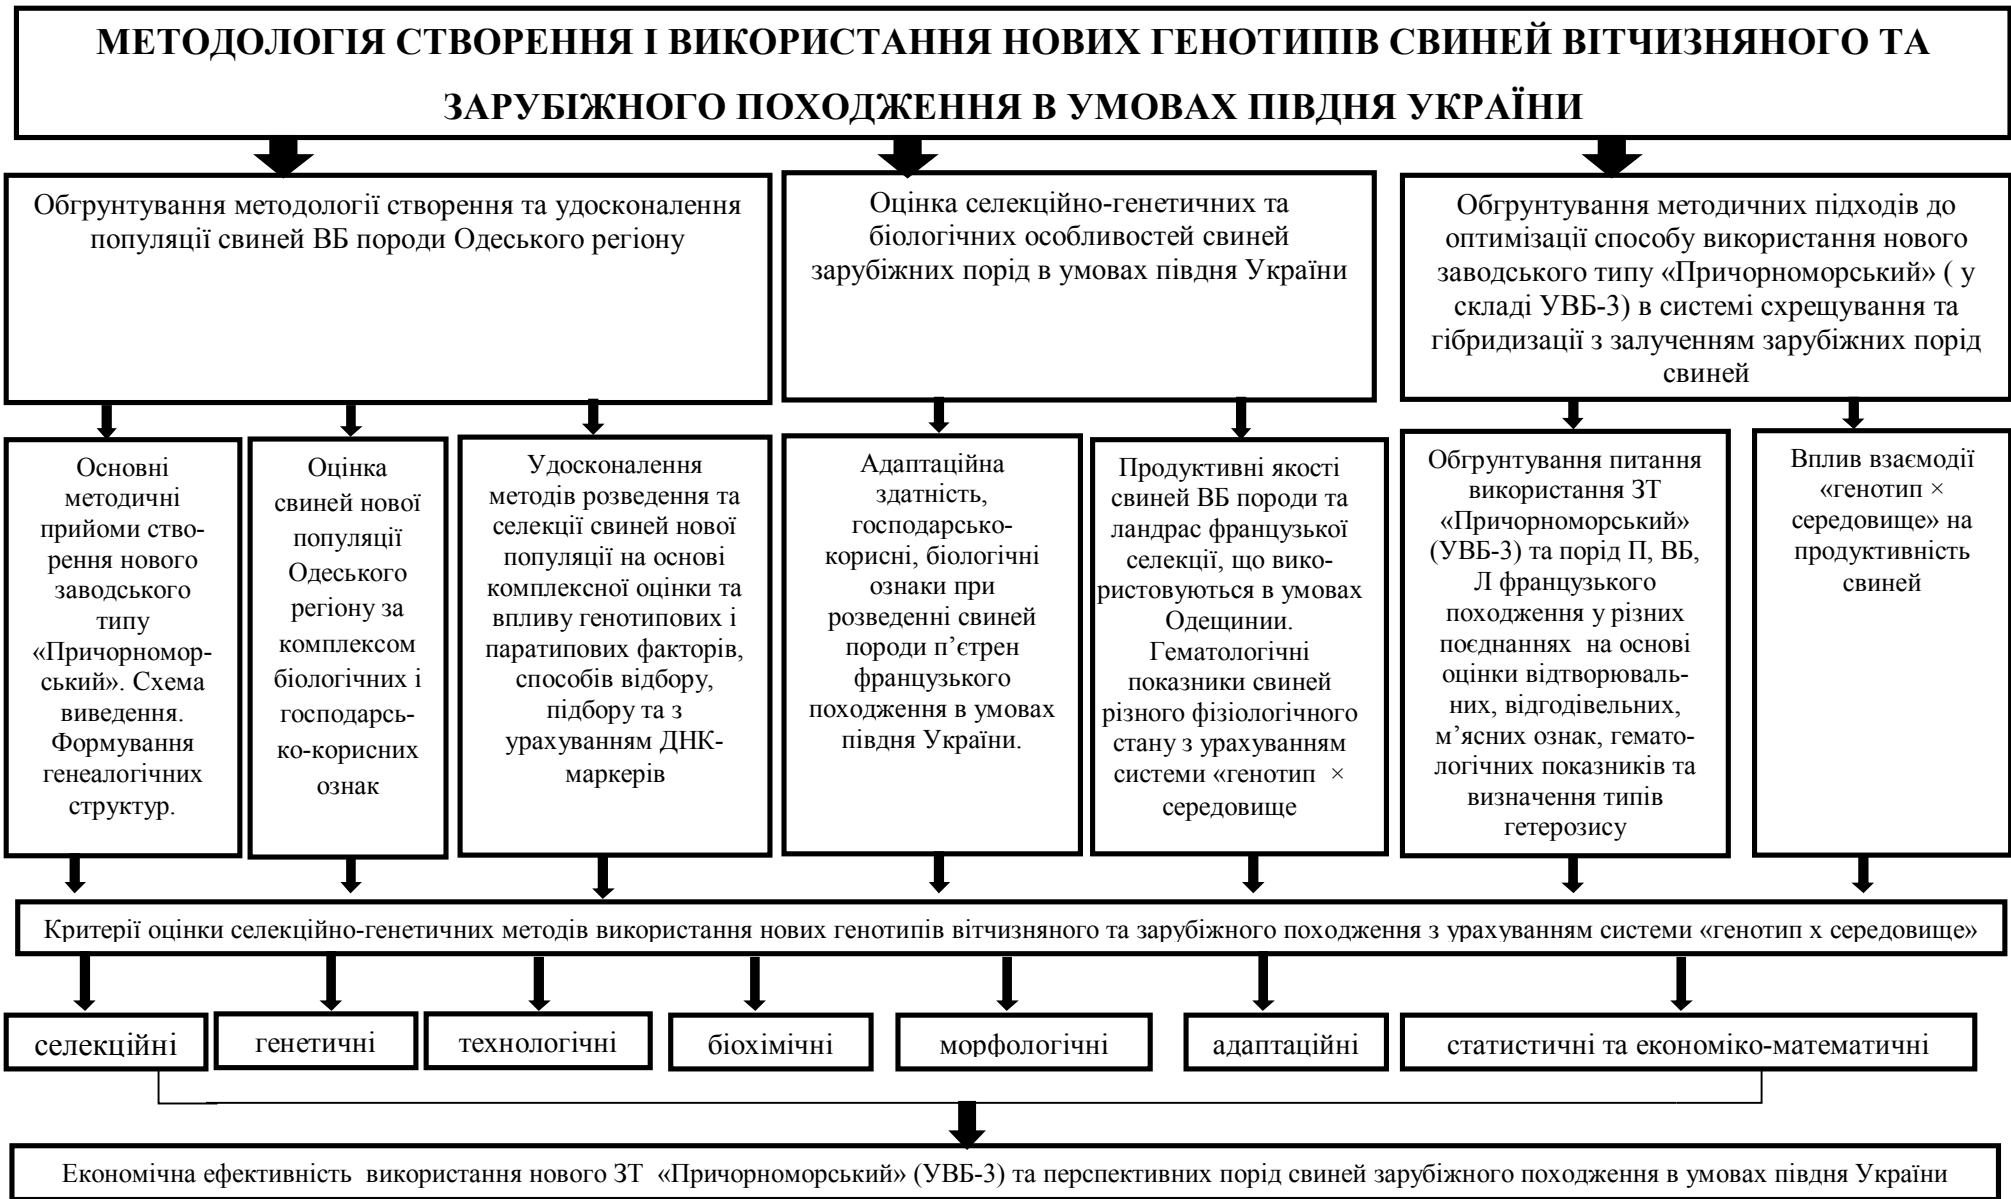 МЕТОДОЛОГІЯ СТВОРЕННЯ І ВИКОРИСТАННЯ НОВИХ ГЕНОТИПІВ СВИНЕЙ ВІТЧИЗНЯНОГО ТА
ЗАРУБІЖНОГО ПОХОДЖЕННЯ В УМОВАХ ПІВДНЯ УКРАЇНИ
Обгрунтування методології створення та удосконалення
популяції свиней ВБ породи Одеського регіону
Оцінка селекційно-генетичних та
біологічних особливостей свиней
зарубіжних порід в умовах півдня України
Обгрунтування методичних підходів до
оптимізації способу використання нового
заводського типу «Причорноморський» ( у
складі УВБ-3) в системі схрещування та
гібридизації з залученням зарубіжних порід
свиней
Основні
методичні
прийоми ство-
рення нового
заводського
типу
«Причорномор-
ський». Схема
виведення.
Формування
генеалогічних
структур.
Оцінка
свиней нової
популяції
Одеського
регіону за
комплексом
біологічних і
господарсь-
ко-корисних
ознак
Удосконалення
методів розведення та
селекції свиней нової
популяції на основі
комплексної оцінки та
впливу генотипових і
паратипових факторів,
способів відбору,
підбору та з
урахуванням ДНК-
маркерів
Адаптаційна
здатність,
господарсько-
корисні, біологічні
ознаки при
розведенні свиней
породи п’єтрен
французького
походження в умовах
півдня України.
Продуктивні якості
свиней ВБ породи та
ландрас французької
селекції, що вико-
ристовуються в умовах
Одещинии.
Гематологічні
показники свиней
різного фізіологічного
стану з урахуванням
системи «генотип ×
середовище
Обгрунтування питання
використання ЗТ
«Причорноморський»
(УВБ-3) та порід П, ВБ,
Л французького
походження у різних
поєднаннях на основі
оцінки відтворюваль-
них, відгодівельних,
м’ясних ознак, гемато-
логічних показників та
визначення типів
гетерозису
Вплив взаємодії
«генотип ×
середовище» на
продуктивність
свиней
Критерії оцінки селекційно-генетичних методів використання нових генотипів вітчизняного та зарубіжного походження з урахуванням системи «генотип х середовище»
селекційні
генетичні
технологічні
біохімічні
морфологічні
адаптаційні
статистичні та економіко-математичні
Економічна ефективність використання нового ЗТ «Причорноморський» (УВБ-3) та перспективних порід свиней зарубіжного походження в умовах півдня України